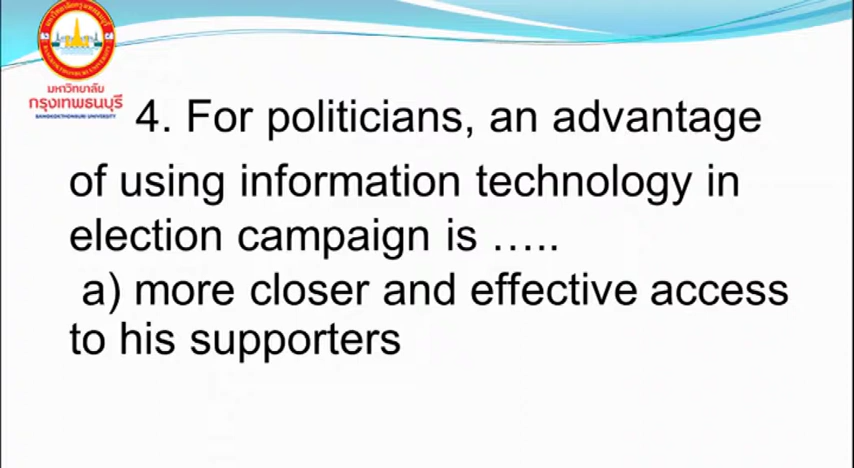 มหาวิทยาลัย
กรุงเทพธนบุรี
BANGKOKTHONBURI UNIVERSITY
4. For politicians, an advantage
of using information technology in
election campaign is …..
a) more closer and effective access
to his supporters